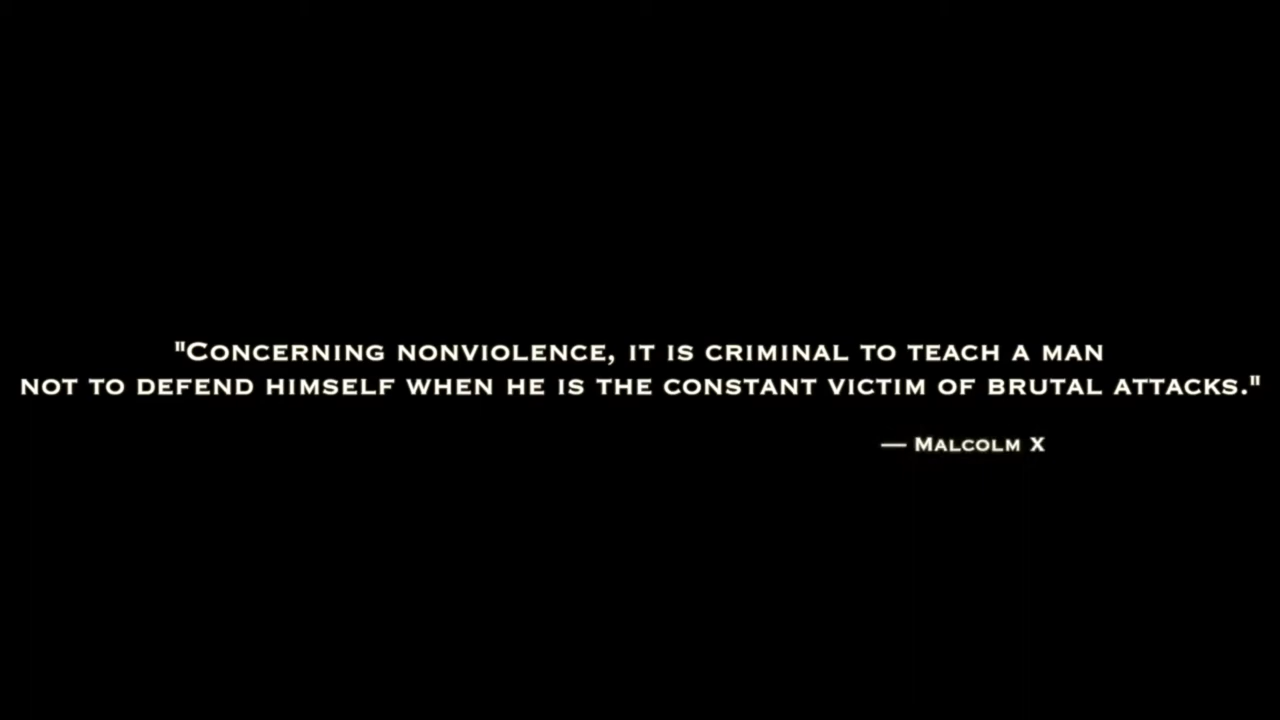 "Concerning nonviolence, it is criminal to teach a man
not to defend himself when he is the constant victim of brutal attacks."
— Malcolm X